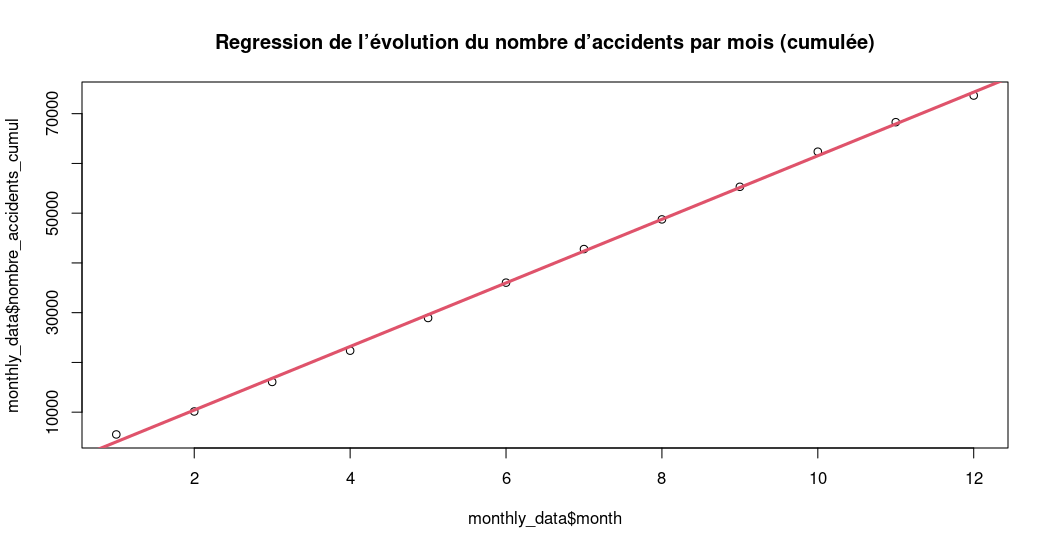 Regression de l’évolution du nombre d’accidents par mois (cumulée)
monthly_data$nombre_accidents_cumul
70000
50000
30000
10000
2 4 6 8 10 12
monthly_data$month